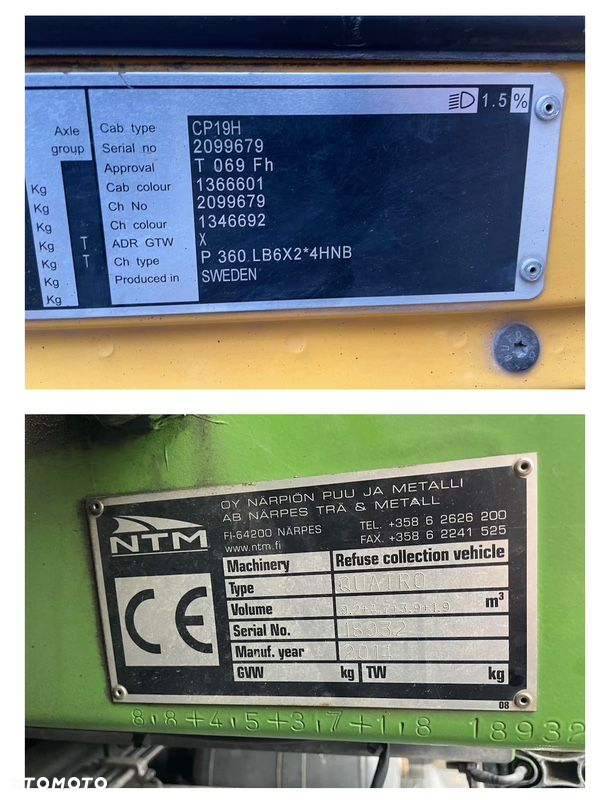 1.5 %
Axle
group
Cab type CP19H
Serial no 2099679
Approval T 069 Fh
Kg Cab colour 1366601
Kg Ch No 2099679
Kg Ch colour 1346692
Kg T ADR GTW X
Kg T Ch type P 360 LB6X2*4HNB
Kg Produced in SWEDEN
Kg
NTM
OY NÄRPIÖN PUU JA METALLI
AB NÄRPES TRÄ & METALL
FI-64200 NÄRPES TEL. +358 6 2626 200
www.ntm.fi FAX. +358 6 2241 525
CE
Machinery Refuse collection vehicle
Type QUATRO
Volume m³
Serial No. 18932
Manuf. year 2011
GVW kg TW kg
08
8,8+4,5+3,7+1,8 18932
OTOMOTO